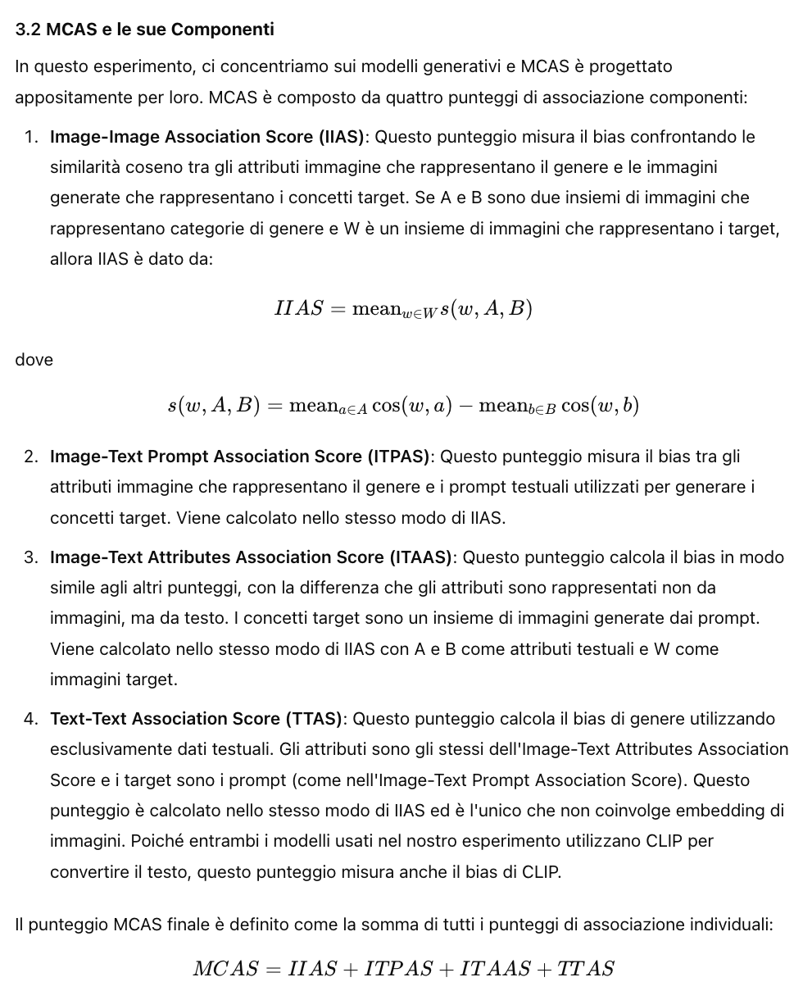 3.2 MCAS e le sue Componenti
In questo esperimento, ci concentriamo sui modelli generativi e MCAS è progettato
appositamente per loro. MCAS è composto da quattro punteggi di associazione componenti:
1. Image-Image Association Score (IIAS): Questo punteggio misura il bias confrontando le
similarità coseno tra gli attributi immagine che rappresentano il genere e le immagini
generate che rappresentano i concetti target. Se A e B sono due insiemi di immagini che
rappresentano categorie di genere e W è un insieme di immagini che rappresentano i target,
allora IIAS è dato da:
IIAS = mean_{w∈W} s(w, A, B)
dove
s(w, A, B) = mean_{a∈A} cos(w, a) − mean_{b∈B} cos(w, b)
2. Image-Text Prompt Association Score (ITPAS): Questo punteggio misura il bias tra gli
attributi immagine che rappresentano il genere e i prompt testuali utilizzati per generare i
concetti target. Viene calcolato nello stesso modo di IIAS.
3. Image-Text Attributes Association Score (ITAAS): Questo punteggio calcola il bias in modo
simile agli altri punteggi, con la differenza che gli attributi sono rappresentati non da
immagini, ma da testo. I concetti target sono un insieme di immagini generate dai prompt.
Viene calcolato nello stesso modo di IIAS con A e B come attributi testuali e W come
immagini target.
4. Text-Text Association Score (TTAS): Questo punteggio calcola il bias di genere utilizzando
esclusivamente dati testuali. Gli attributi sono gli stessi dell'Image-Text Attributes Association
Score e i target sono i prompt (come nell'Image-Text Prompt Association Score). Questo
punteggio è calcolato nello stesso modo di IIAS ed è l'unico che non coinvolge embedding di
immagini. Poiché entrambi i modelli usati nel nostro esperimento utilizzano CLIP per
convertire il testo, questo punteggio misura anche il bias di CLIP.
Il punteggio MCAS finale è definito come la somma di tutti i punteggi di associazione individuali:
MCAS = IIAS + ITPAS + ITAAS + TTAS